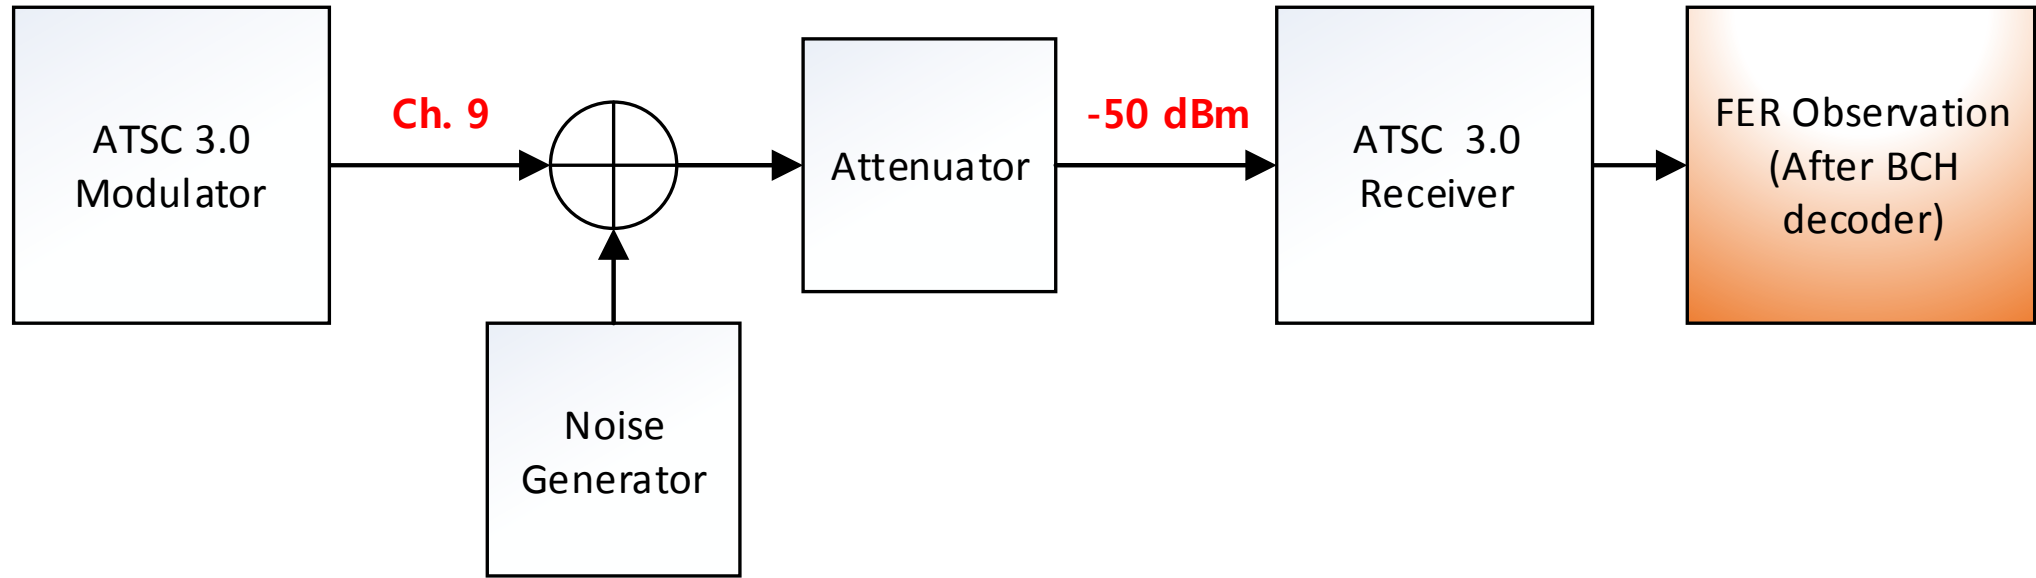 ATSC 3.0
Modulator
Ch. 9
Noise
Generator
Attenuator
-50 dBm
ATSC 3.0
Receiver
FER Observation
(After BCH
decoder)